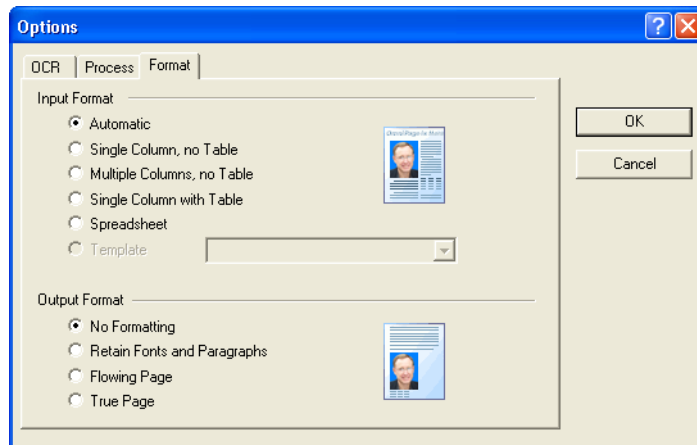 Options
OCR Process Format
Input Format
Automatic
OK
Single Column, no Table
Multiple Columns, no Table
Cancel
Single Column with Table
Spreadsheet
Template
Output Format
No Formatting
Retain Fonts and Paragraphs
Flowing Page
True Page